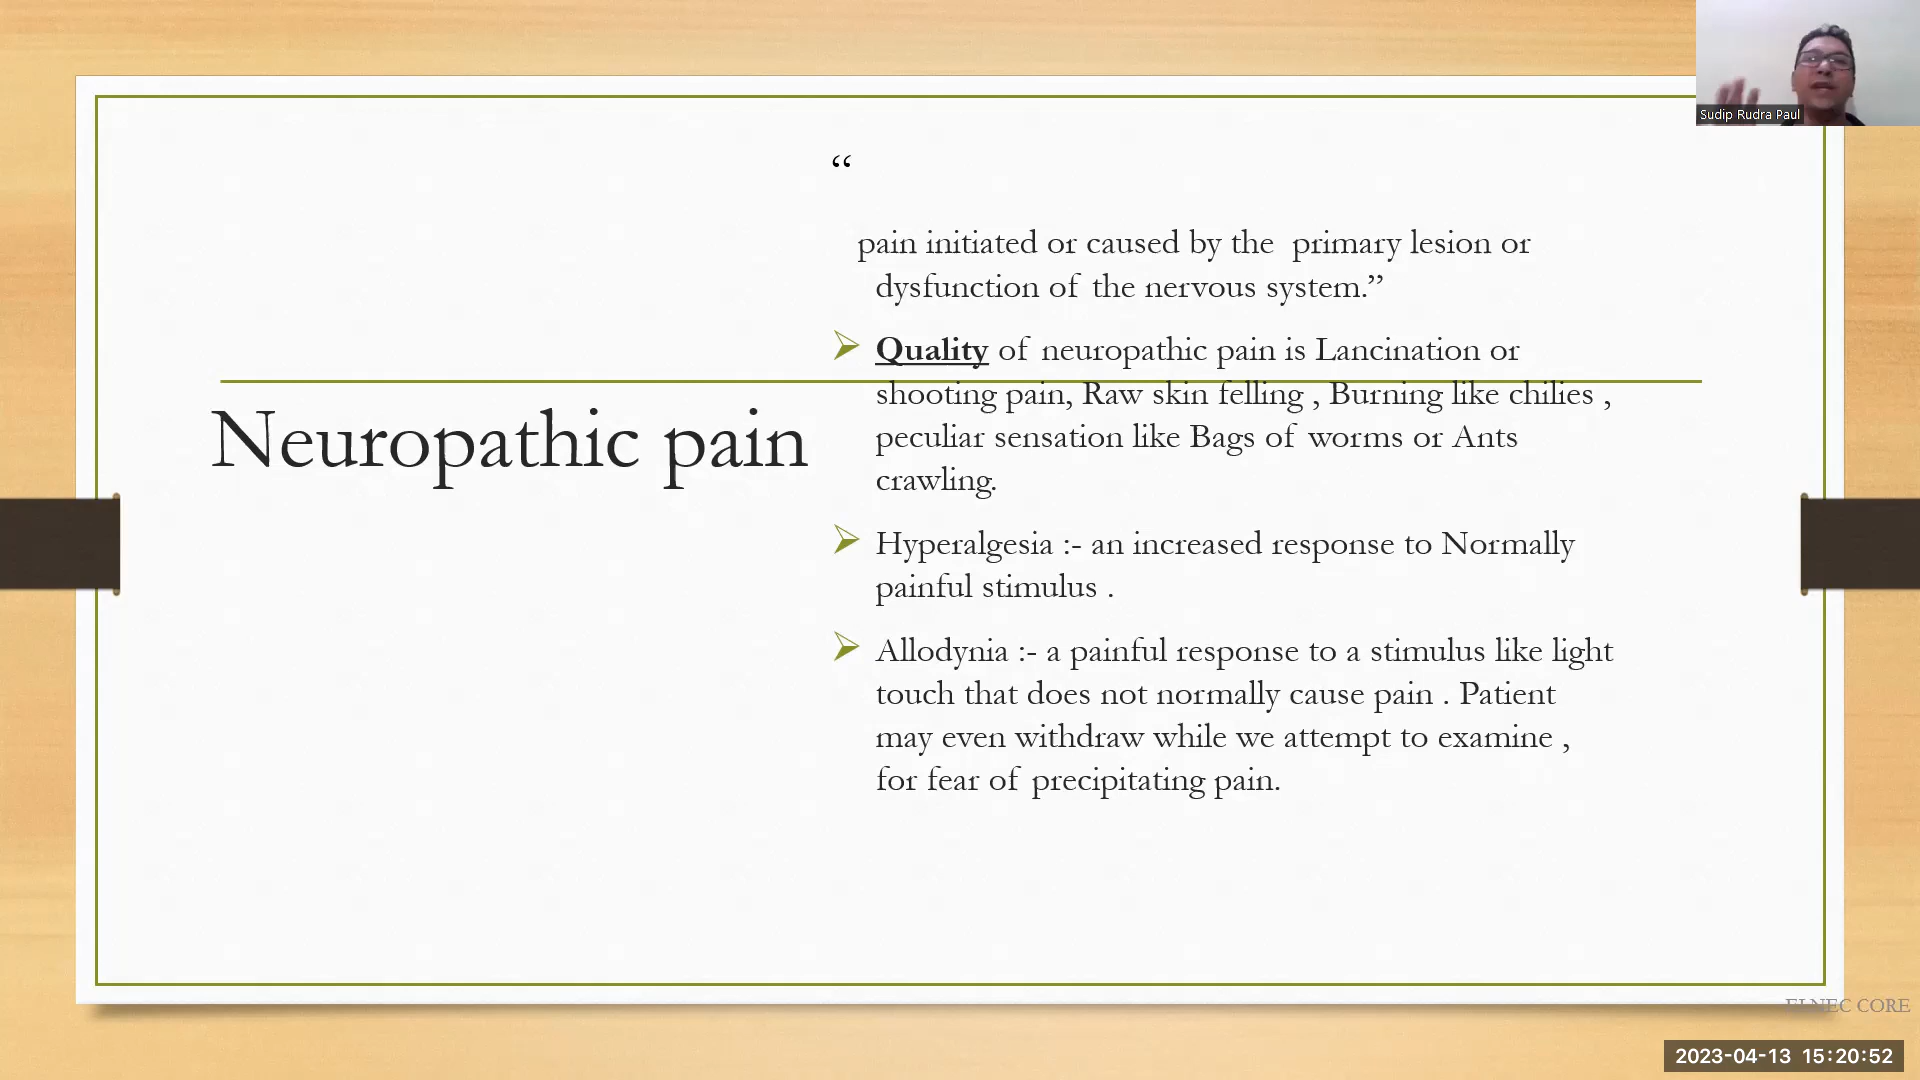 Sudip Rudra Paul
“
pain initiated or caused by the primary lesion or
dysfunction of the nervous system.”
Quality of neuropathic pain is Lancination or
shooting pain, Raw skin felling , Burning like chilies ,
peculiar sensation like Bags of worms or Ants
crawling.
Neuropathic pain
Hyperalgesia :- an increased response to Normally
painful stimulus .
Allodynia :- a painful response to a stimulus like light
touch that does not normally cause pain . Patient
may even withdraw while we attempt to examine ,
for fear of precipitating pain.
ELNEC CORE
2023-04-13 15:20:52